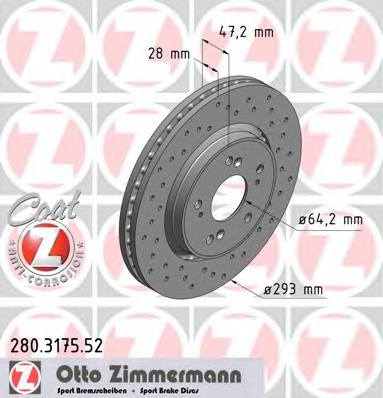 47,2 mm
28 mm
ø64,2 mm
ø293 mm
Coat
Z
ANTI-CORROSION
280.3175.52
Z
Otto Zimmermann
Sport Bremsscheiben • Sport Brake Discs